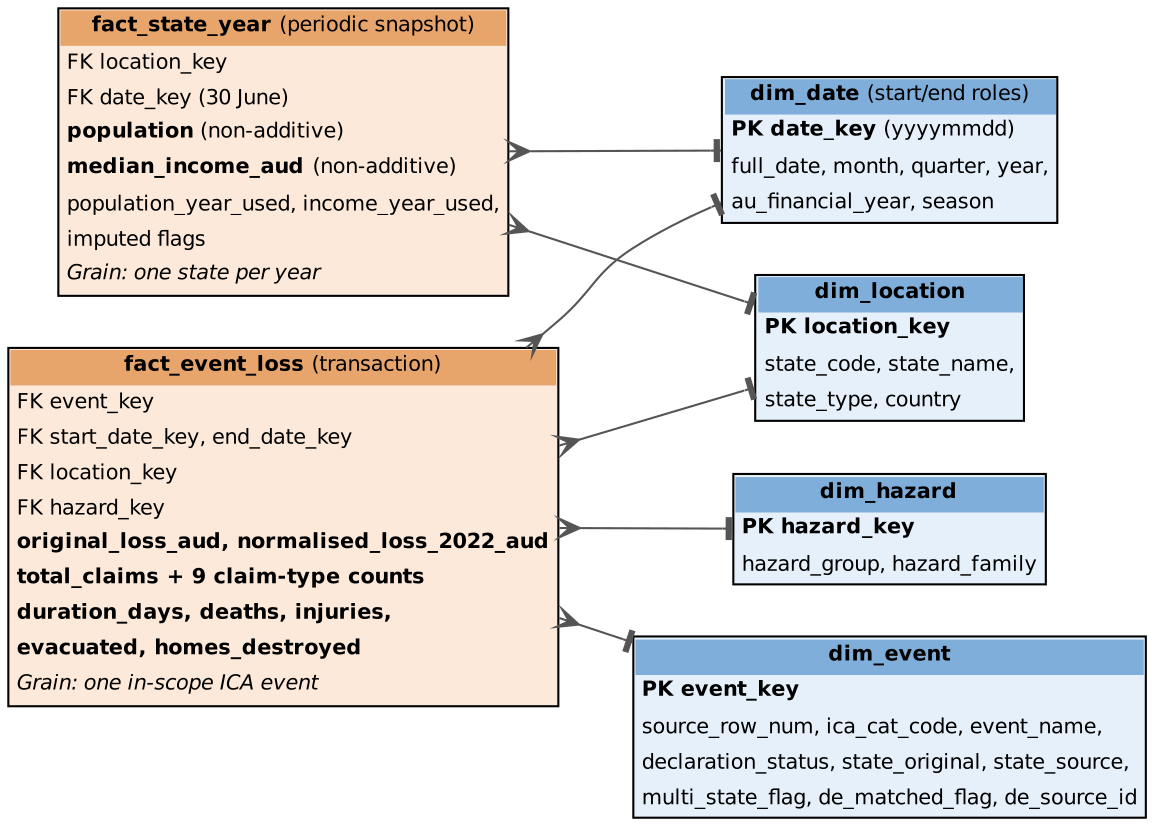 fact_state_year (periodic snapshot)
FK location_key
FK date_key (30 June)
population (non-additive)
median_income_aud (non-additive)
population_year_used, income_year_used,
imputed flags
Grain: one state per year
fact_event_loss (transaction)
FK event_key
FK start_date_key, end_date_key
FK location_key
FK hazard_key
original_loss_aud, normalised_loss_2022_aud
total_claims + 9 claim-type counts
duration_days, deaths, injuries,
evacuated, homes_destroyed
Grain: one in-scope ICA event
dim_date (start/end roles)
PK date_key (yyyymmdd)
full_date, month, quarter, year,
au_financial_year, season
dim_location
PK location_key
state_code, state_name,
state_type, country
dim_hazard
PK hazard_key
hazard_group, hazard_family
dim_event
PK event_key
source_row_num, ica_cat_code, event_name,
declaration_status, state_original, state_source,
multi_state_flag, de_matched_flag, de_source_id